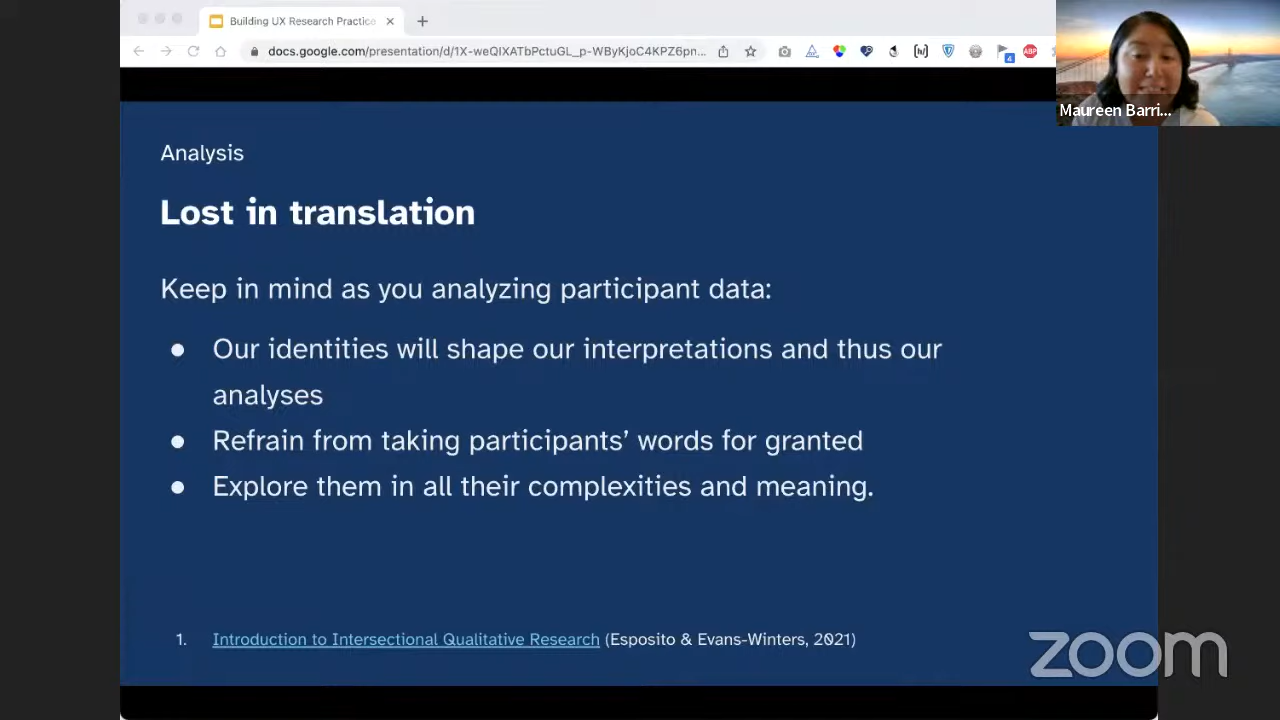 Building UX Research Practice
docs.google.com/presentation/d/1X-weQIXATbPctuGL_p-WByKjoC4KPZ6pn...
Maureen Barri...
Analysis
Lost in translation
Keep in mind as you analyzing participant data:
● Our identities will shape our interpretations and thus our
analyses
● Refrain from taking participants’ words for granted
● Explore them in all their complexities and meaning.
1. Introduction to Intersectional Qualitative Research (Esposito & Evans-Winters, 2021)
zoom